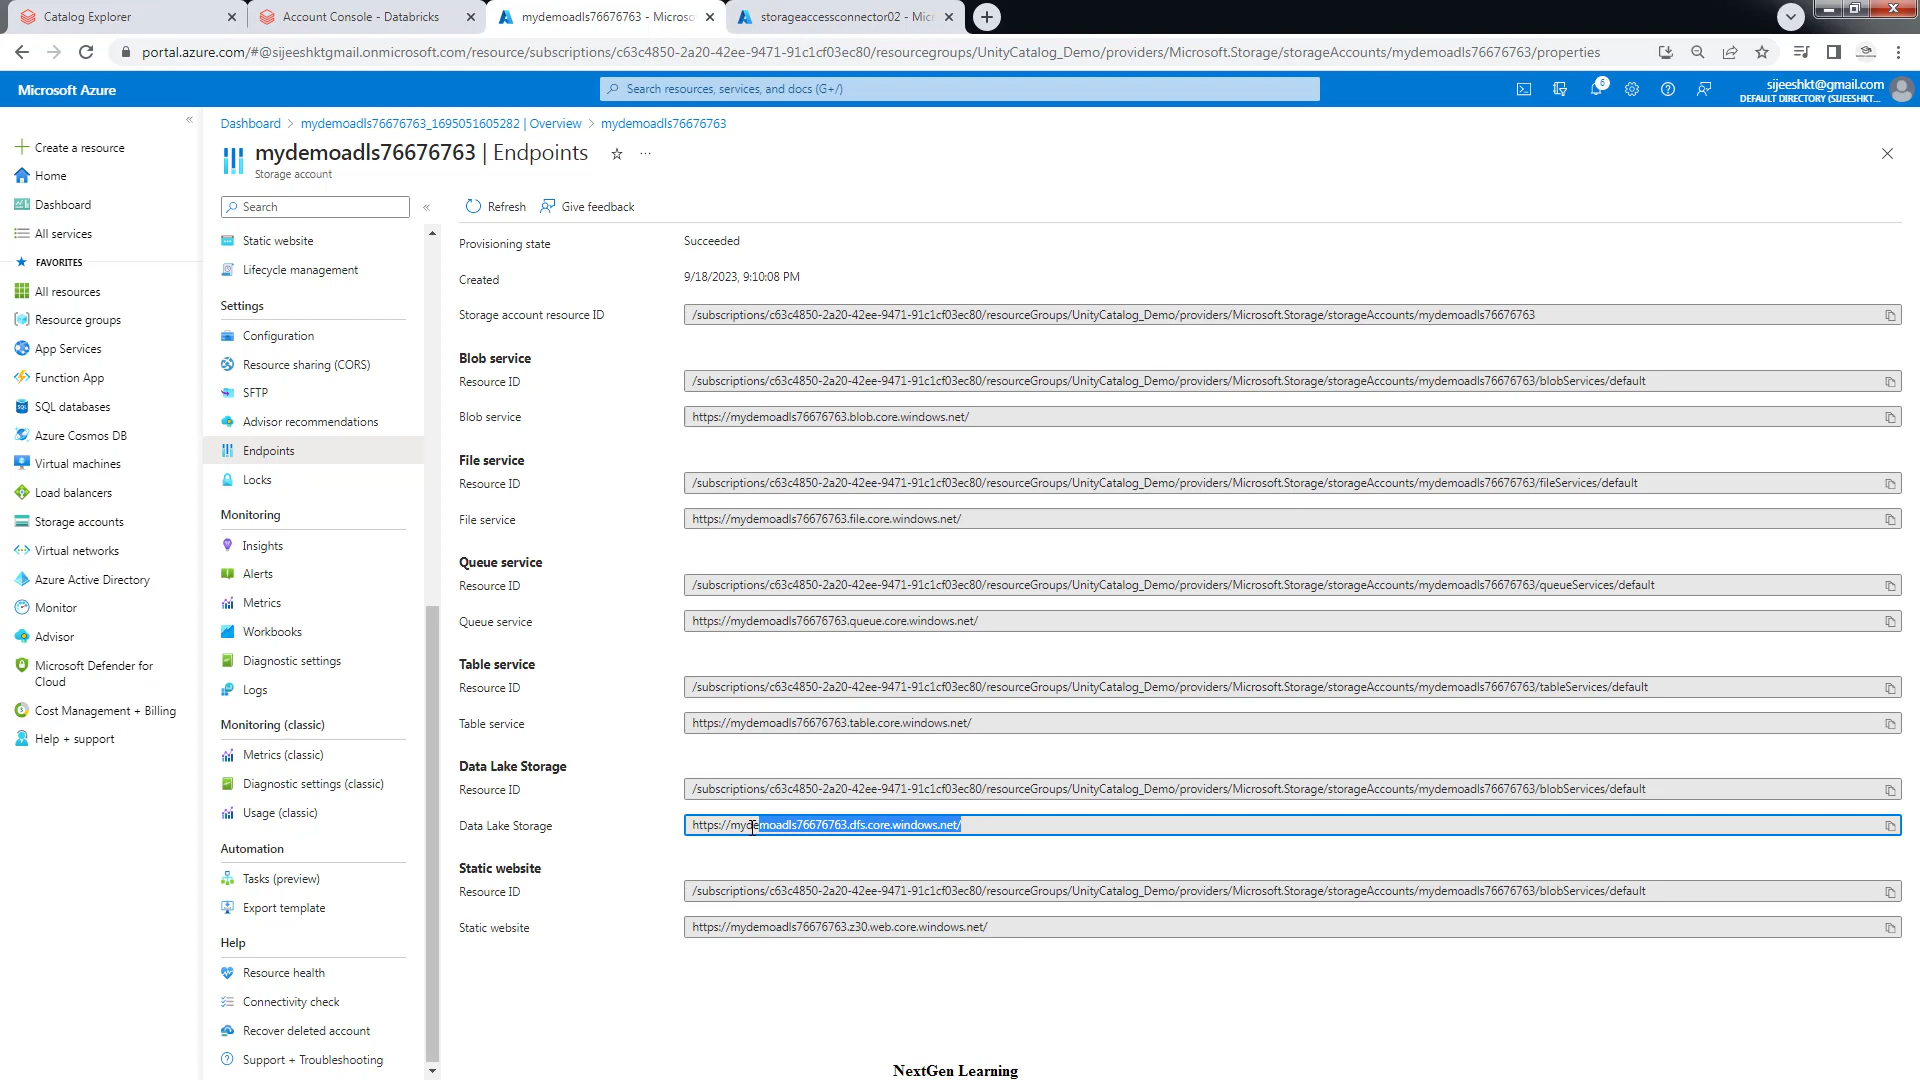 Catalog Explorer
Account Console - Databricks
mydemoadls76676763 - Microso
storageaccessconnector02 - Micr
portal.azure.com/#@sijeeshktgmail.onmicrosoft.com/resource/subscriptions/c63c4850-2a20-42ee-9471-91c1cf03ec80/resourcegroups/UnityCatalog_Demo/providers/Microsoft.Storage/storageAccounts/mydemoadls76676763/properties
Microsoft Azure
Search resources, services, and docs (G+/)
6
sijeeshkt@gmail.com
DEFAULT DIRECTORY (SIJEESHKT...
Dashboard > mydemoadls76676763_1695051605282 | Overview > mydemoadls76676763
mydemoadls76676763 | Endpoints
Storage account
Create a resource
Home
Dashboard
All services
FAVORITES
All resources
Resource groups
App Services
Function App
SQL databases
Azure Cosmos DB
Virtual machines
Load balancers
Storage accounts
Virtual networks
Azure Active Directory
Monitor
Advisor
Microsoft Defender for
Cloud
Cost Management + Billing
Help + support
Search
Static website
Lifecycle management
Settings
Configuration
Resource sharing (CORS)
SFTP
Advisor recommendations
Endpoints
Locks
Monitoring
Insights
Alerts
Metrics
Workbooks
Diagnostic settings
Logs
Monitoring (classic)
Metrics (classic)
Diagnostic settings (classic)
Usage (classic)
Automation
Tasks (preview)
Export template
Help
Resource health
Connectivity check
Recover deleted account
Support + Troubleshooting
Refresh
Give feedback
Provisioning state
Succeeded
Created
9/18/2023, 9:10:08 PM
Storage account resource ID
/subscriptions/c63c4850-2a20-42ee-9471-91c1cf03ec80/resourceGroups/UnityCatalog_Demo/providers/Microsoft.Storage/storageAccounts/mydemoadls76676763
Blob service
Resource ID
/subscriptions/c63c4850-2a20-42ee-9471-91c1cf03ec80/resourceGroups/UnityCatalog_Demo/providers/Microsoft.Storage/storageAccounts/mydemoadls76676763/blobServices/default
Blob service
https://mydemoadls76676763.blob.core.windows.net/
File service
Resource ID
/subscriptions/c63c4850-2a20-42ee-9471-91c1cf03ec80/resourceGroups/UnityCatalog_Demo/providers/Microsoft.Storage/storageAccounts/mydemoadls76676763/fileServices/default
File service
https://mydemoadls76676763.file.core.windows.net/
Queue service
Resource ID
/subscriptions/c63c4850-2a20-42ee-9471-91c1cf03ec80/resourceGroups/UnityCatalog_Demo/providers/Microsoft.Storage/storageAccounts/mydemoadls76676763/queueServices/default
Queue service
https://mydemoadls76676763.queue.core.windows.net/
Table service
Resource ID
/subscriptions/c63c4850-2a20-42ee-9471-91c1cf03ec80/resourceGroups/UnityCatalog_Demo/providers/Microsoft.Storage/storageAccounts/mydemoadls76676763/tableServices/default
Table service
https://mydemoadls76676763.table.core.windows.net/
Data Lake Storage
Resource ID
/subscriptions/c63c4850-2a20-42ee-9471-91c1cf03ec80/resourceGroups/UnityCatalog_Demo/providers/Microsoft.Storage/storageAccounts/mydemoadls76676763/blobServices/default
Data Lake Storage
https://mydemoadls76676763.dfs.core.windows.net/
Static website
Resource ID
/subscriptions/c63c4850-2a20-42ee-9471-91c1cf03ec80/resourceGroups/UnityCatalog_Demo/providers/Microsoft.Storage/storageAccounts/mydemoadls76676763/blobServices/default
Static website
https://mydemoadls76676763.z30.web.core.windows.net/
NextGen Learning